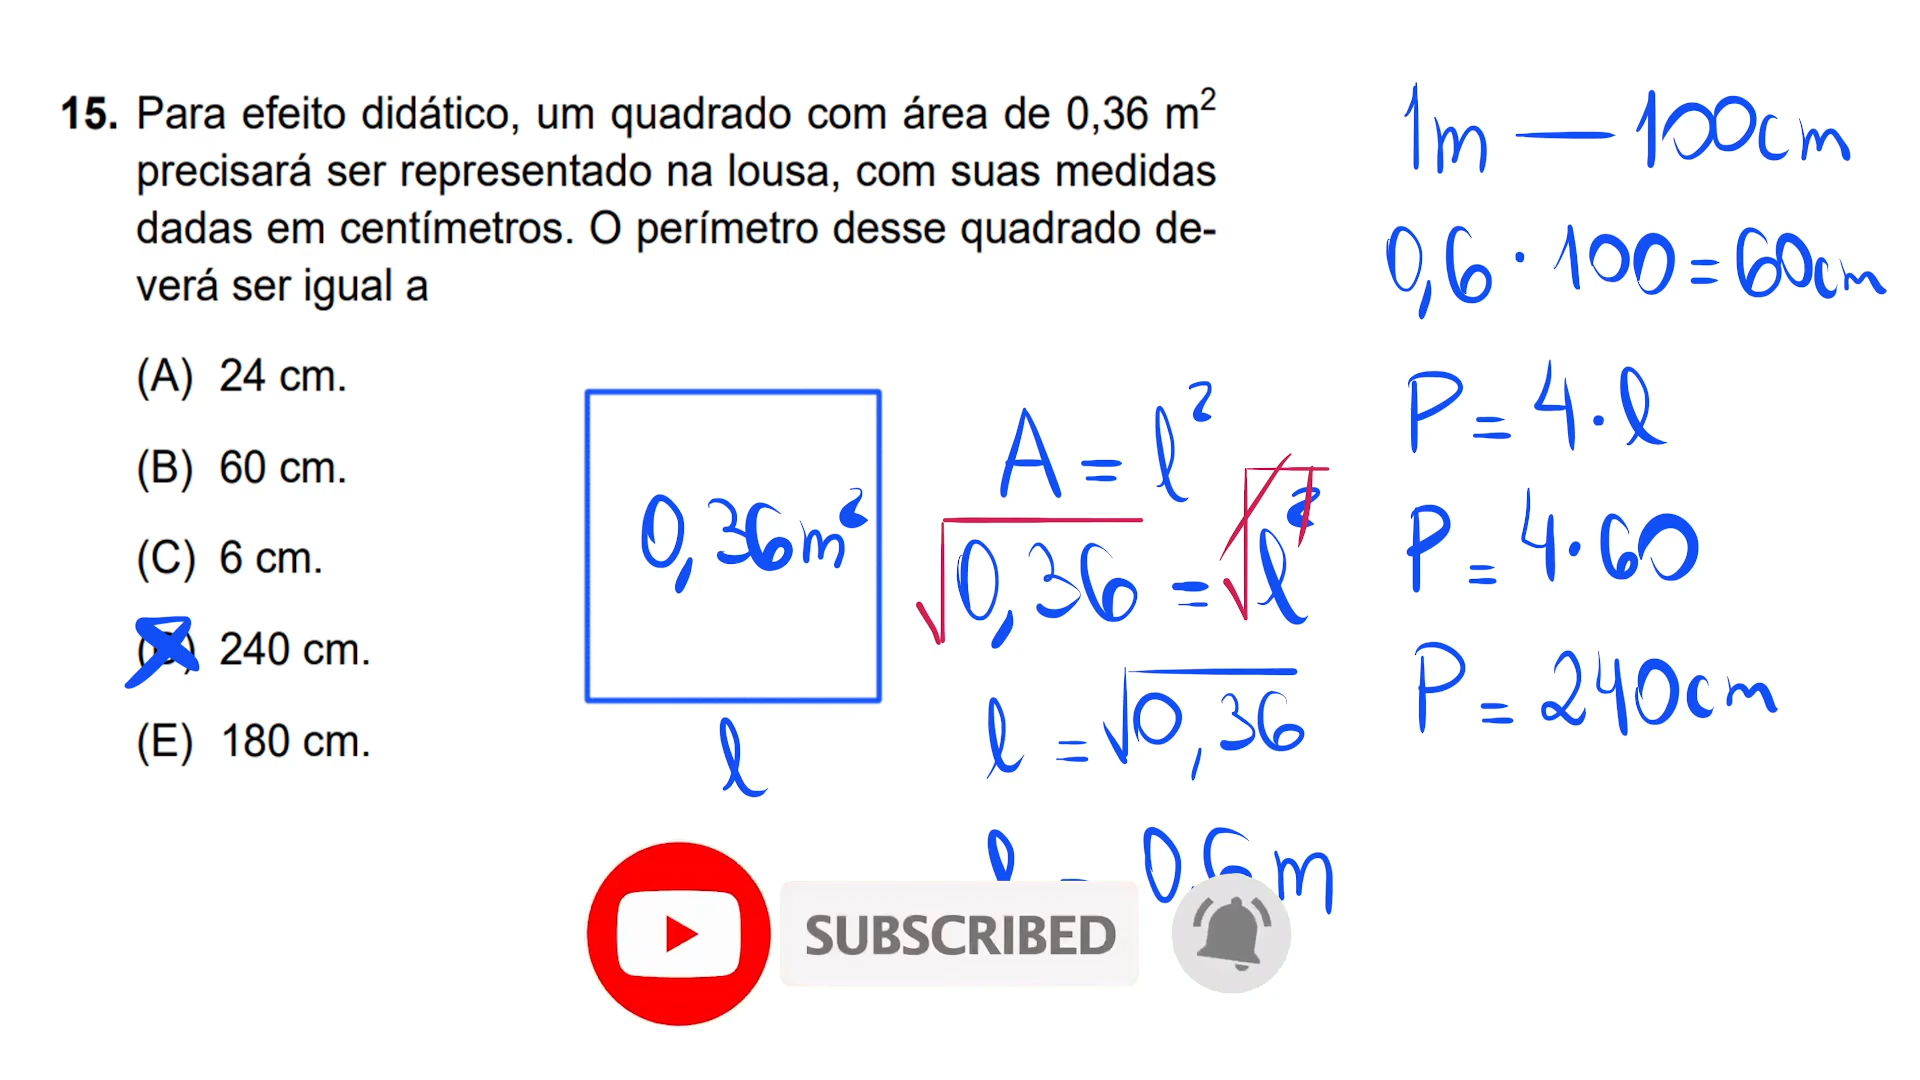 15. Para efeito didático, um quadrado com área de 0,36 m²
precisará ser representado na lousa, com suas medidas
dadas em centímetros. O perímetro desse quadrado de-
verá ser igual a
(A) 24 cm.
(B) 60 cm.
(C) 6 cm.
(D) 240 cm.
(E) 180 cm.
0,36m²
l
A = l²
√0,36 = √l²
l = √0,36
l = 0,6m
1m — 100cm
0,6 · 100 = 60cm
P = 4 · l
P = 4 · 60
P = 240cm
SUBSCRIBED